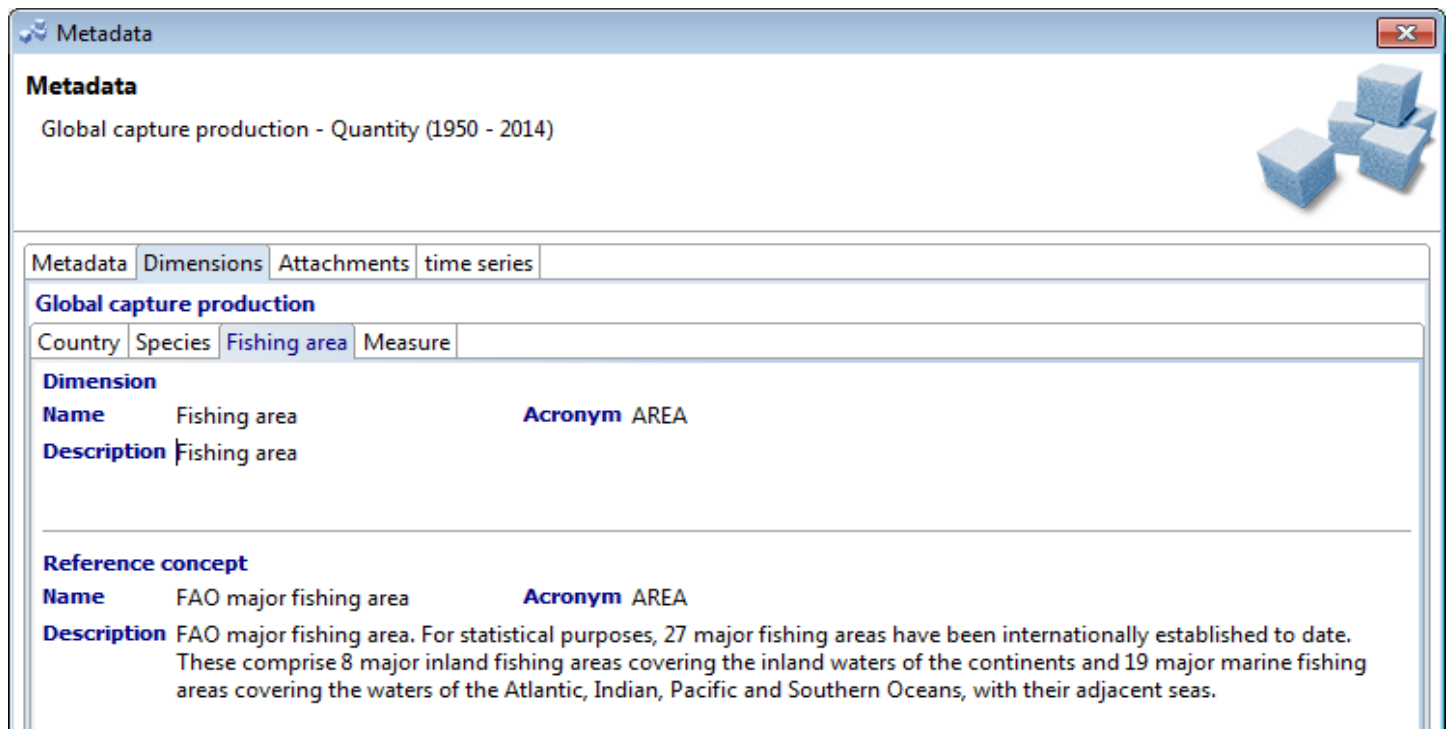 Metadata
Metadata
Global capture production - Quantity (1950 - 2014)
Metadata Dimensions Attachments time series
Global capture production
Country Species Fishing area Measure
Dimension
Name Fishing area Acronym AREA
Description Fishing area
Reference concept
Name FAO major fishing area Acronym AREA
Description FAO major fishing area. For statistical purposes, 27 major fishing areas have been internationally established to date.
These comprise 8 major inland fishing areas covering the inland waters of the continents and 19 major marine fishing
areas covering the waters of the Atlantic, Indian, Pacific and Southern Oceans, with their adjacent seas.